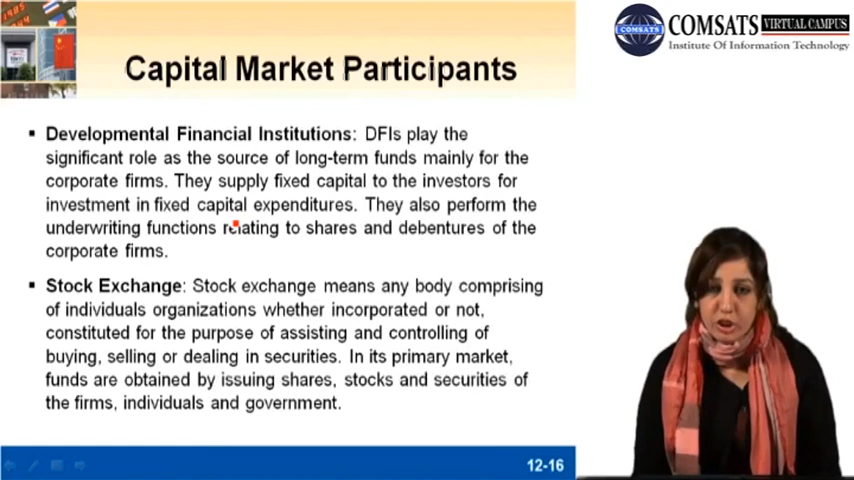 COMSATS VIRTUAL CAMPUS
COMSATS
Institute Of Information Technology
Capital Market Participants
Developmental Financial Institutions: DFIs play the
significant role as the source of long-term funds mainly for the
corporate firms. They supply fixed capital to the investors for
investment in fixed capital expenditures. They also perform the
underwriting functions relating to shares and debentures of the
corporate firms.
Stock Exchange: Stock exchange means any body comprising
of individuals organizations whether incorporated or not,
constituted for the purpose of assisting and controlling of
buying, selling or dealing in securities. In its primary market,
funds are obtained by issuing shares, stocks and securities of
the firms, individuals and government.
12-16